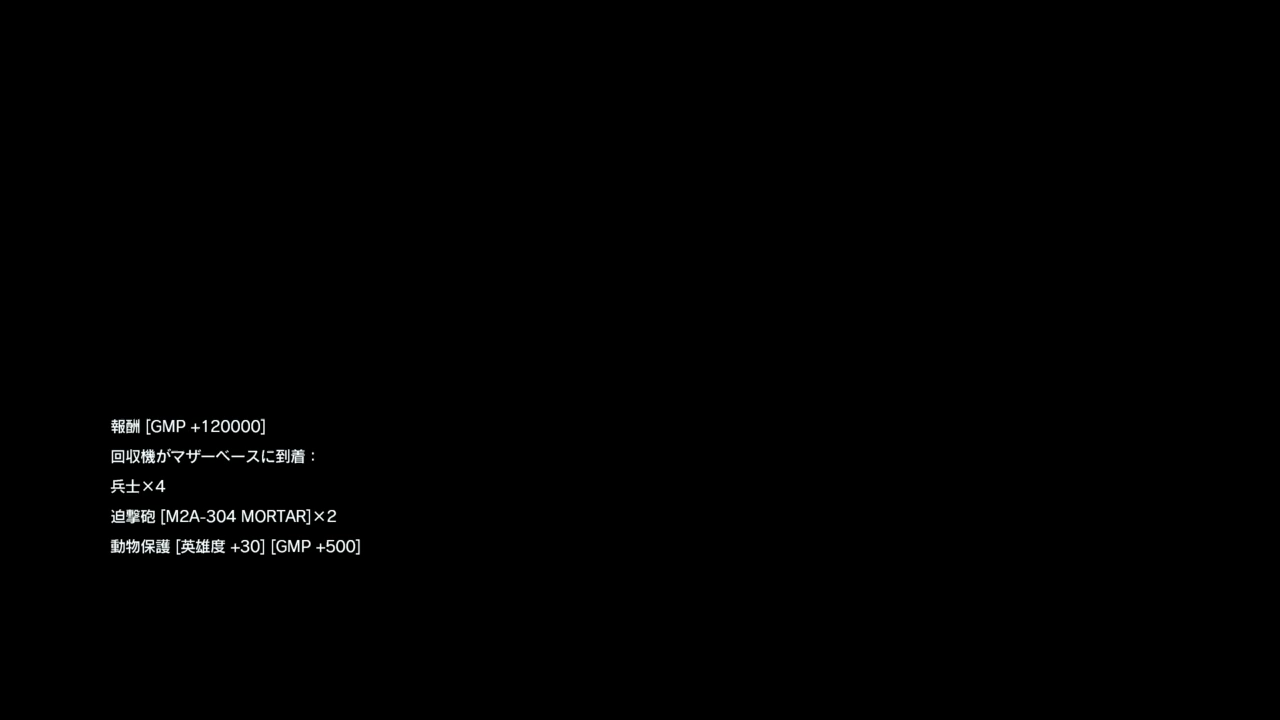 報酬 [GMP +120000]
回収機がマザーベースに到着：
兵士×4
迫撃砲 [M2A-304 MORTAR]×2
動物保護 [英雄度 +30] [GMP +500]